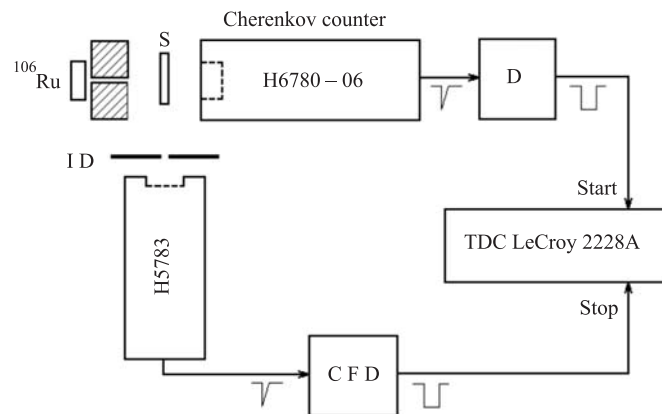 Cherenkov counter
S
106Ru
H6780 – 06
D
I D
Start
H5783
TDC LeCroy 2228A
Stop
C F D